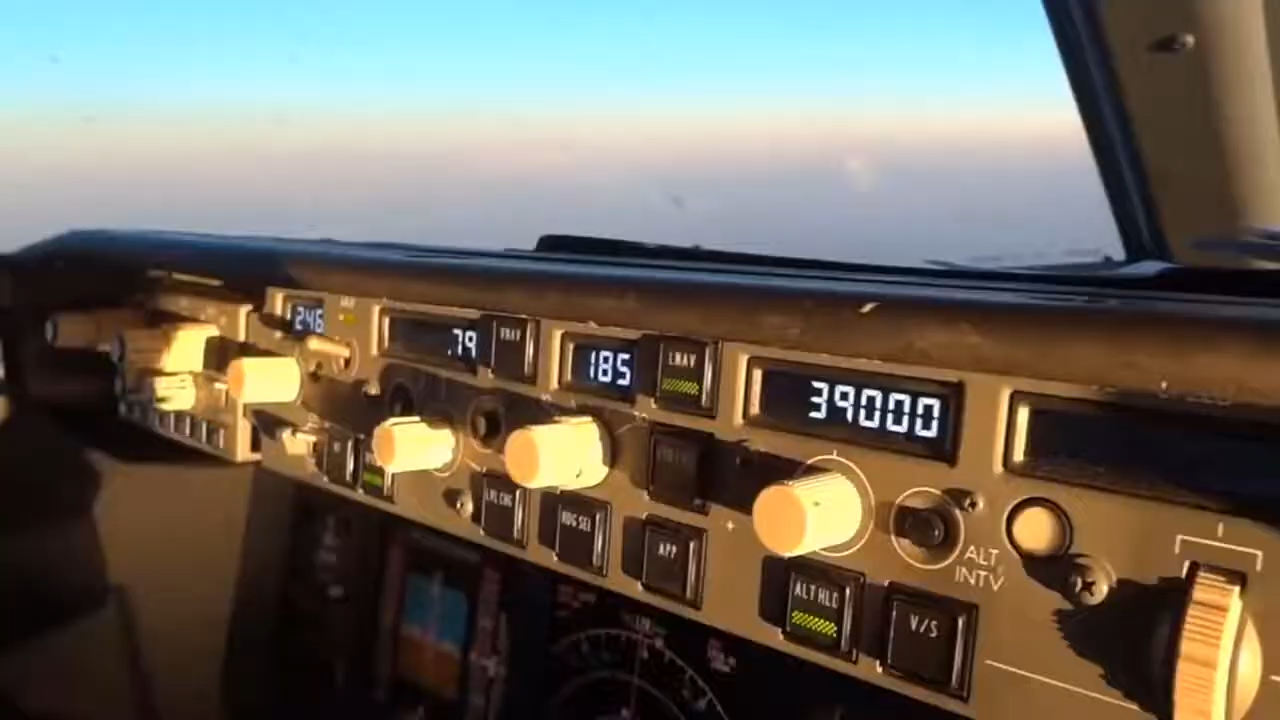 246
.79
VNAV
185
LNAV
39000
LVL CHG
HDG SEL
APP
ALT HLD
V/S
ALT
INTV